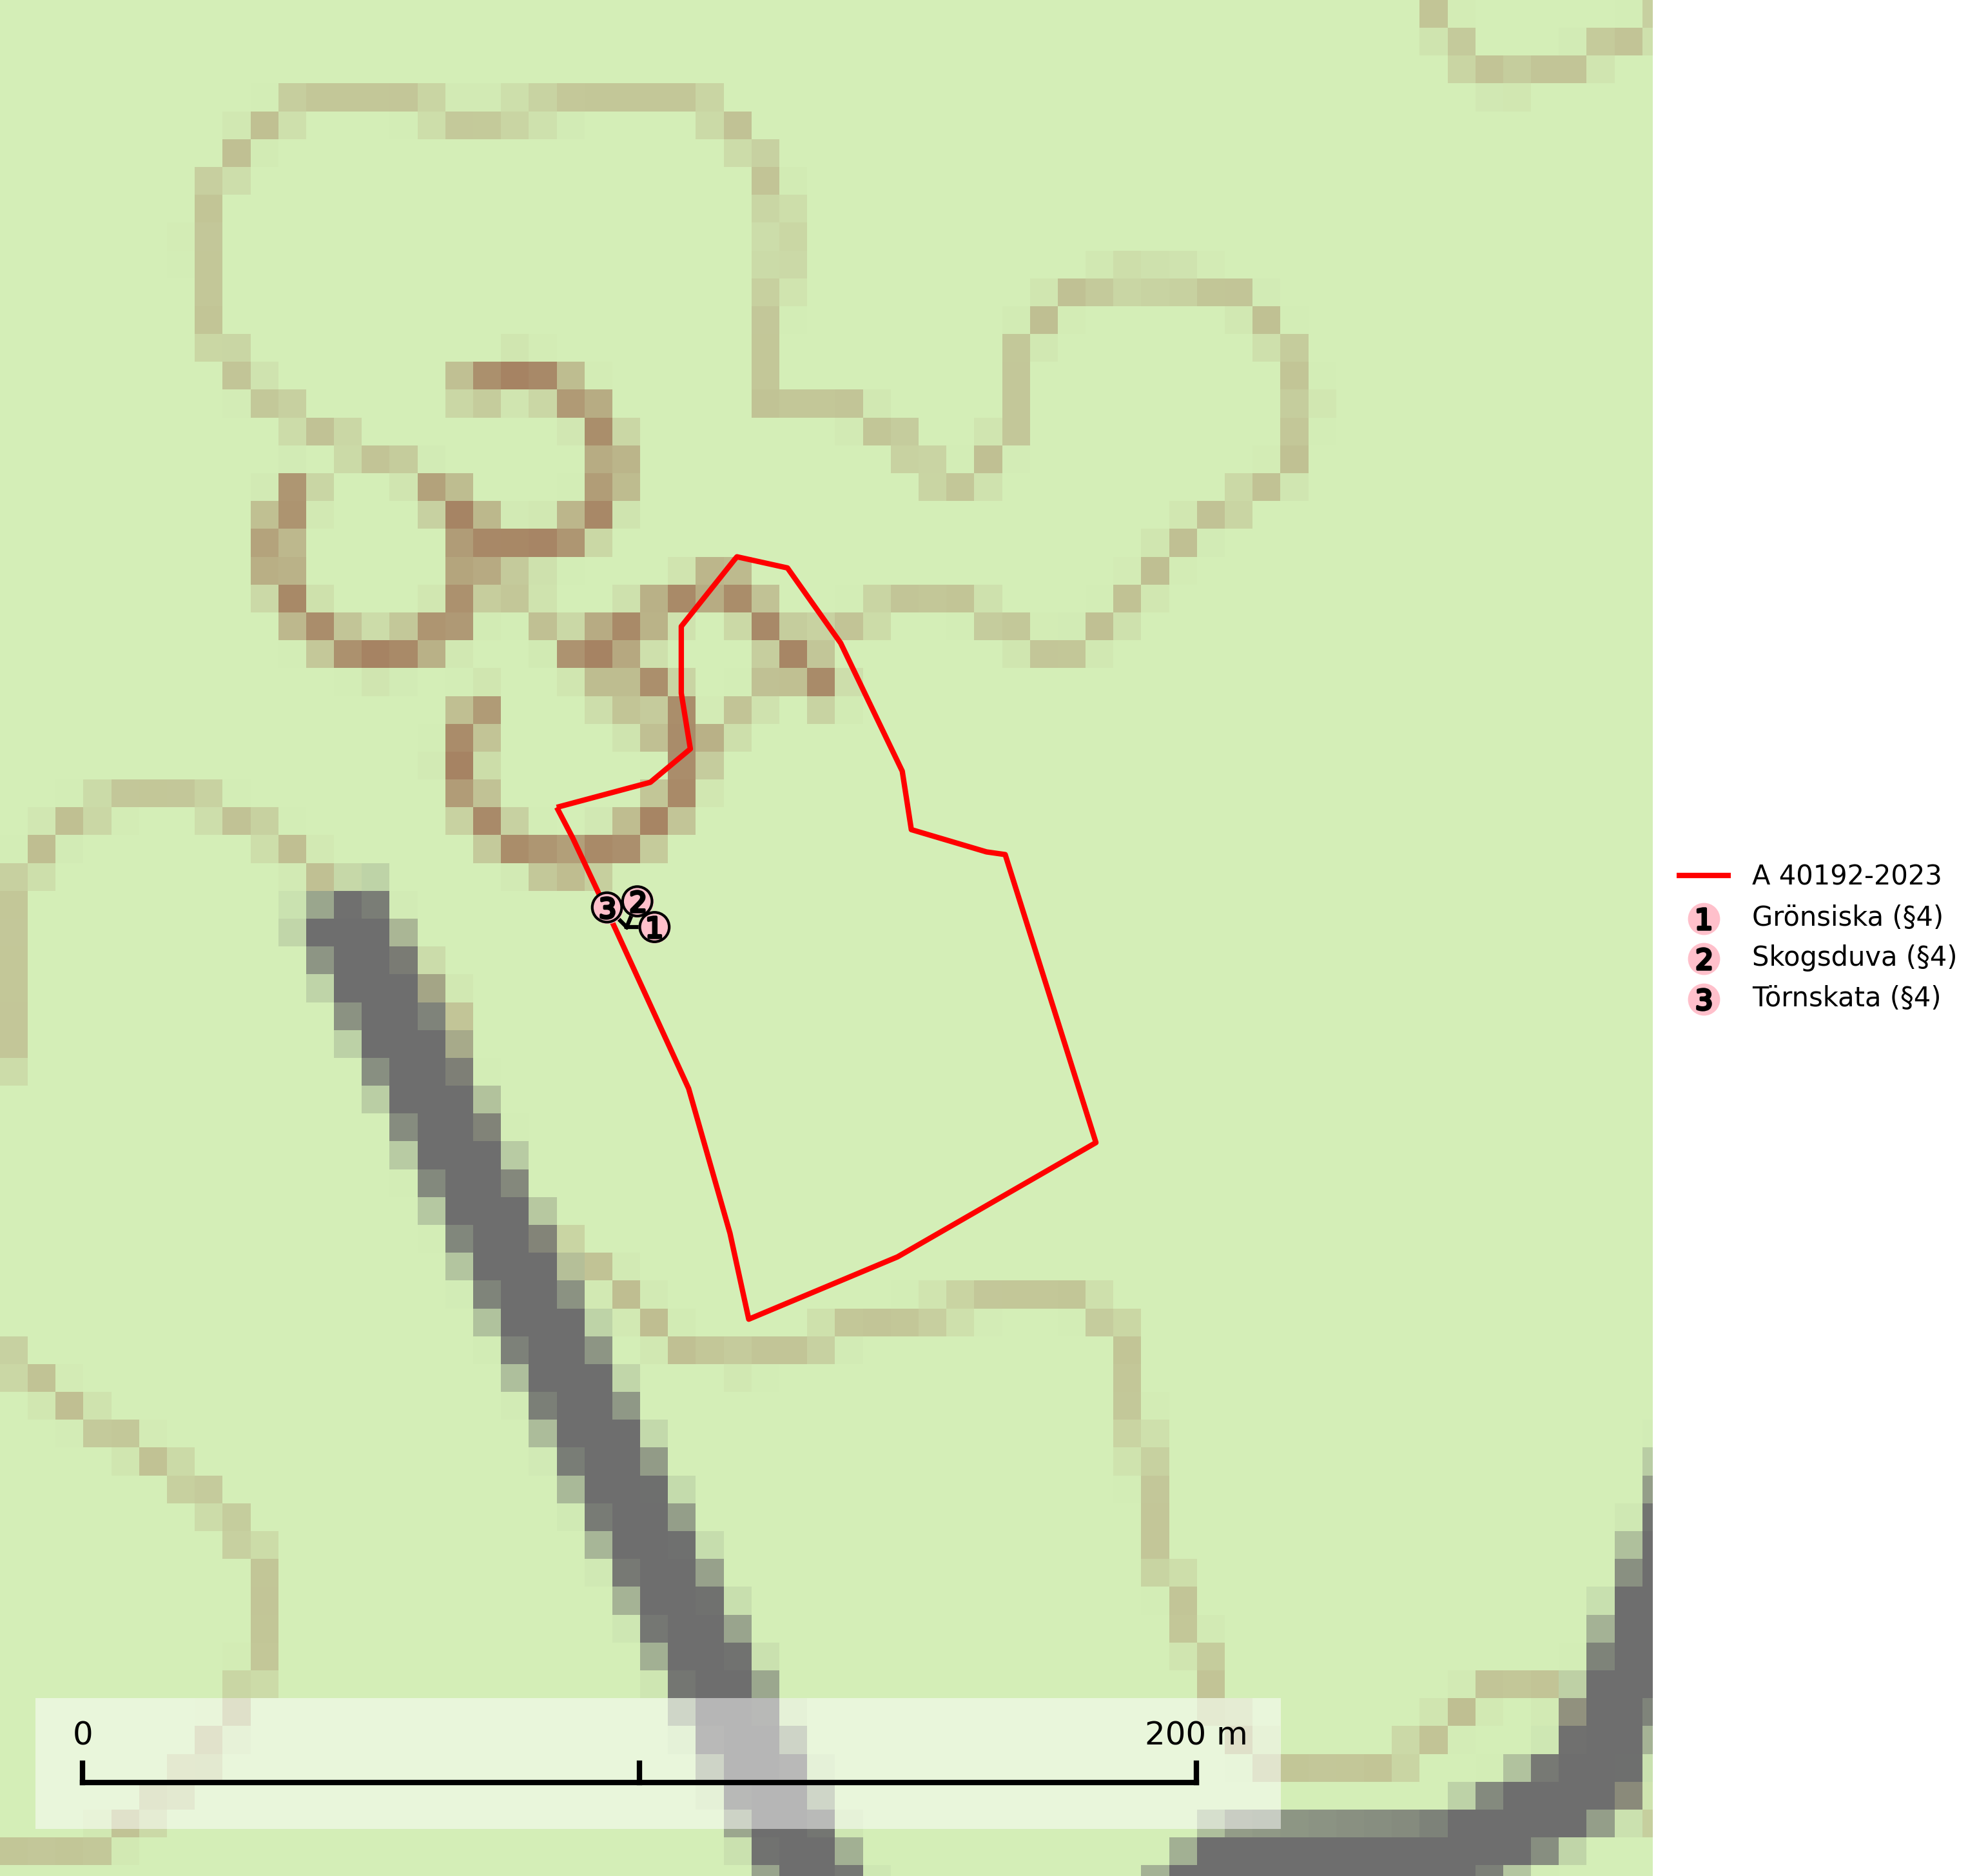 3
2
1
A 40192-2023
1 Grönsiska (§4)
2 Skogsduva (§4)
3 Törnskata (§4)
0 200 m